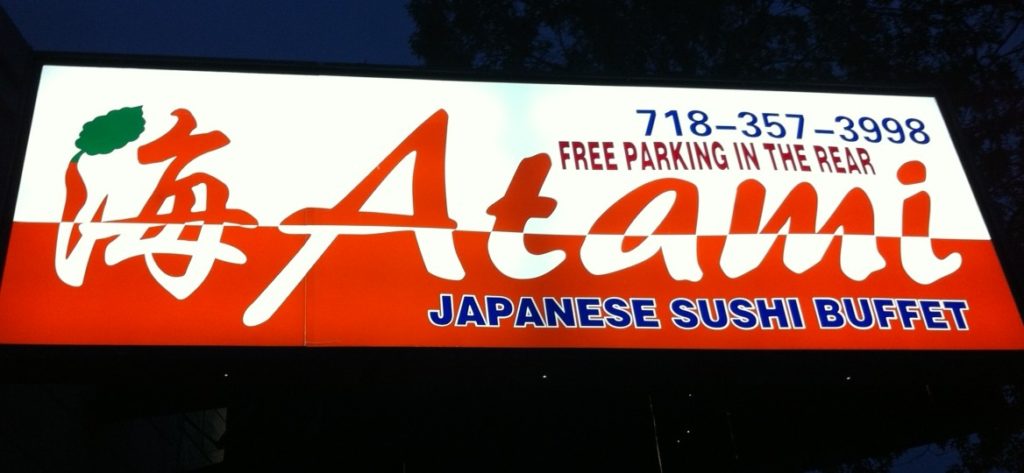 718-357-3998
FREE PARKING IN THE REAR
海 Atami
JAPANESE SUSHI BUFFET